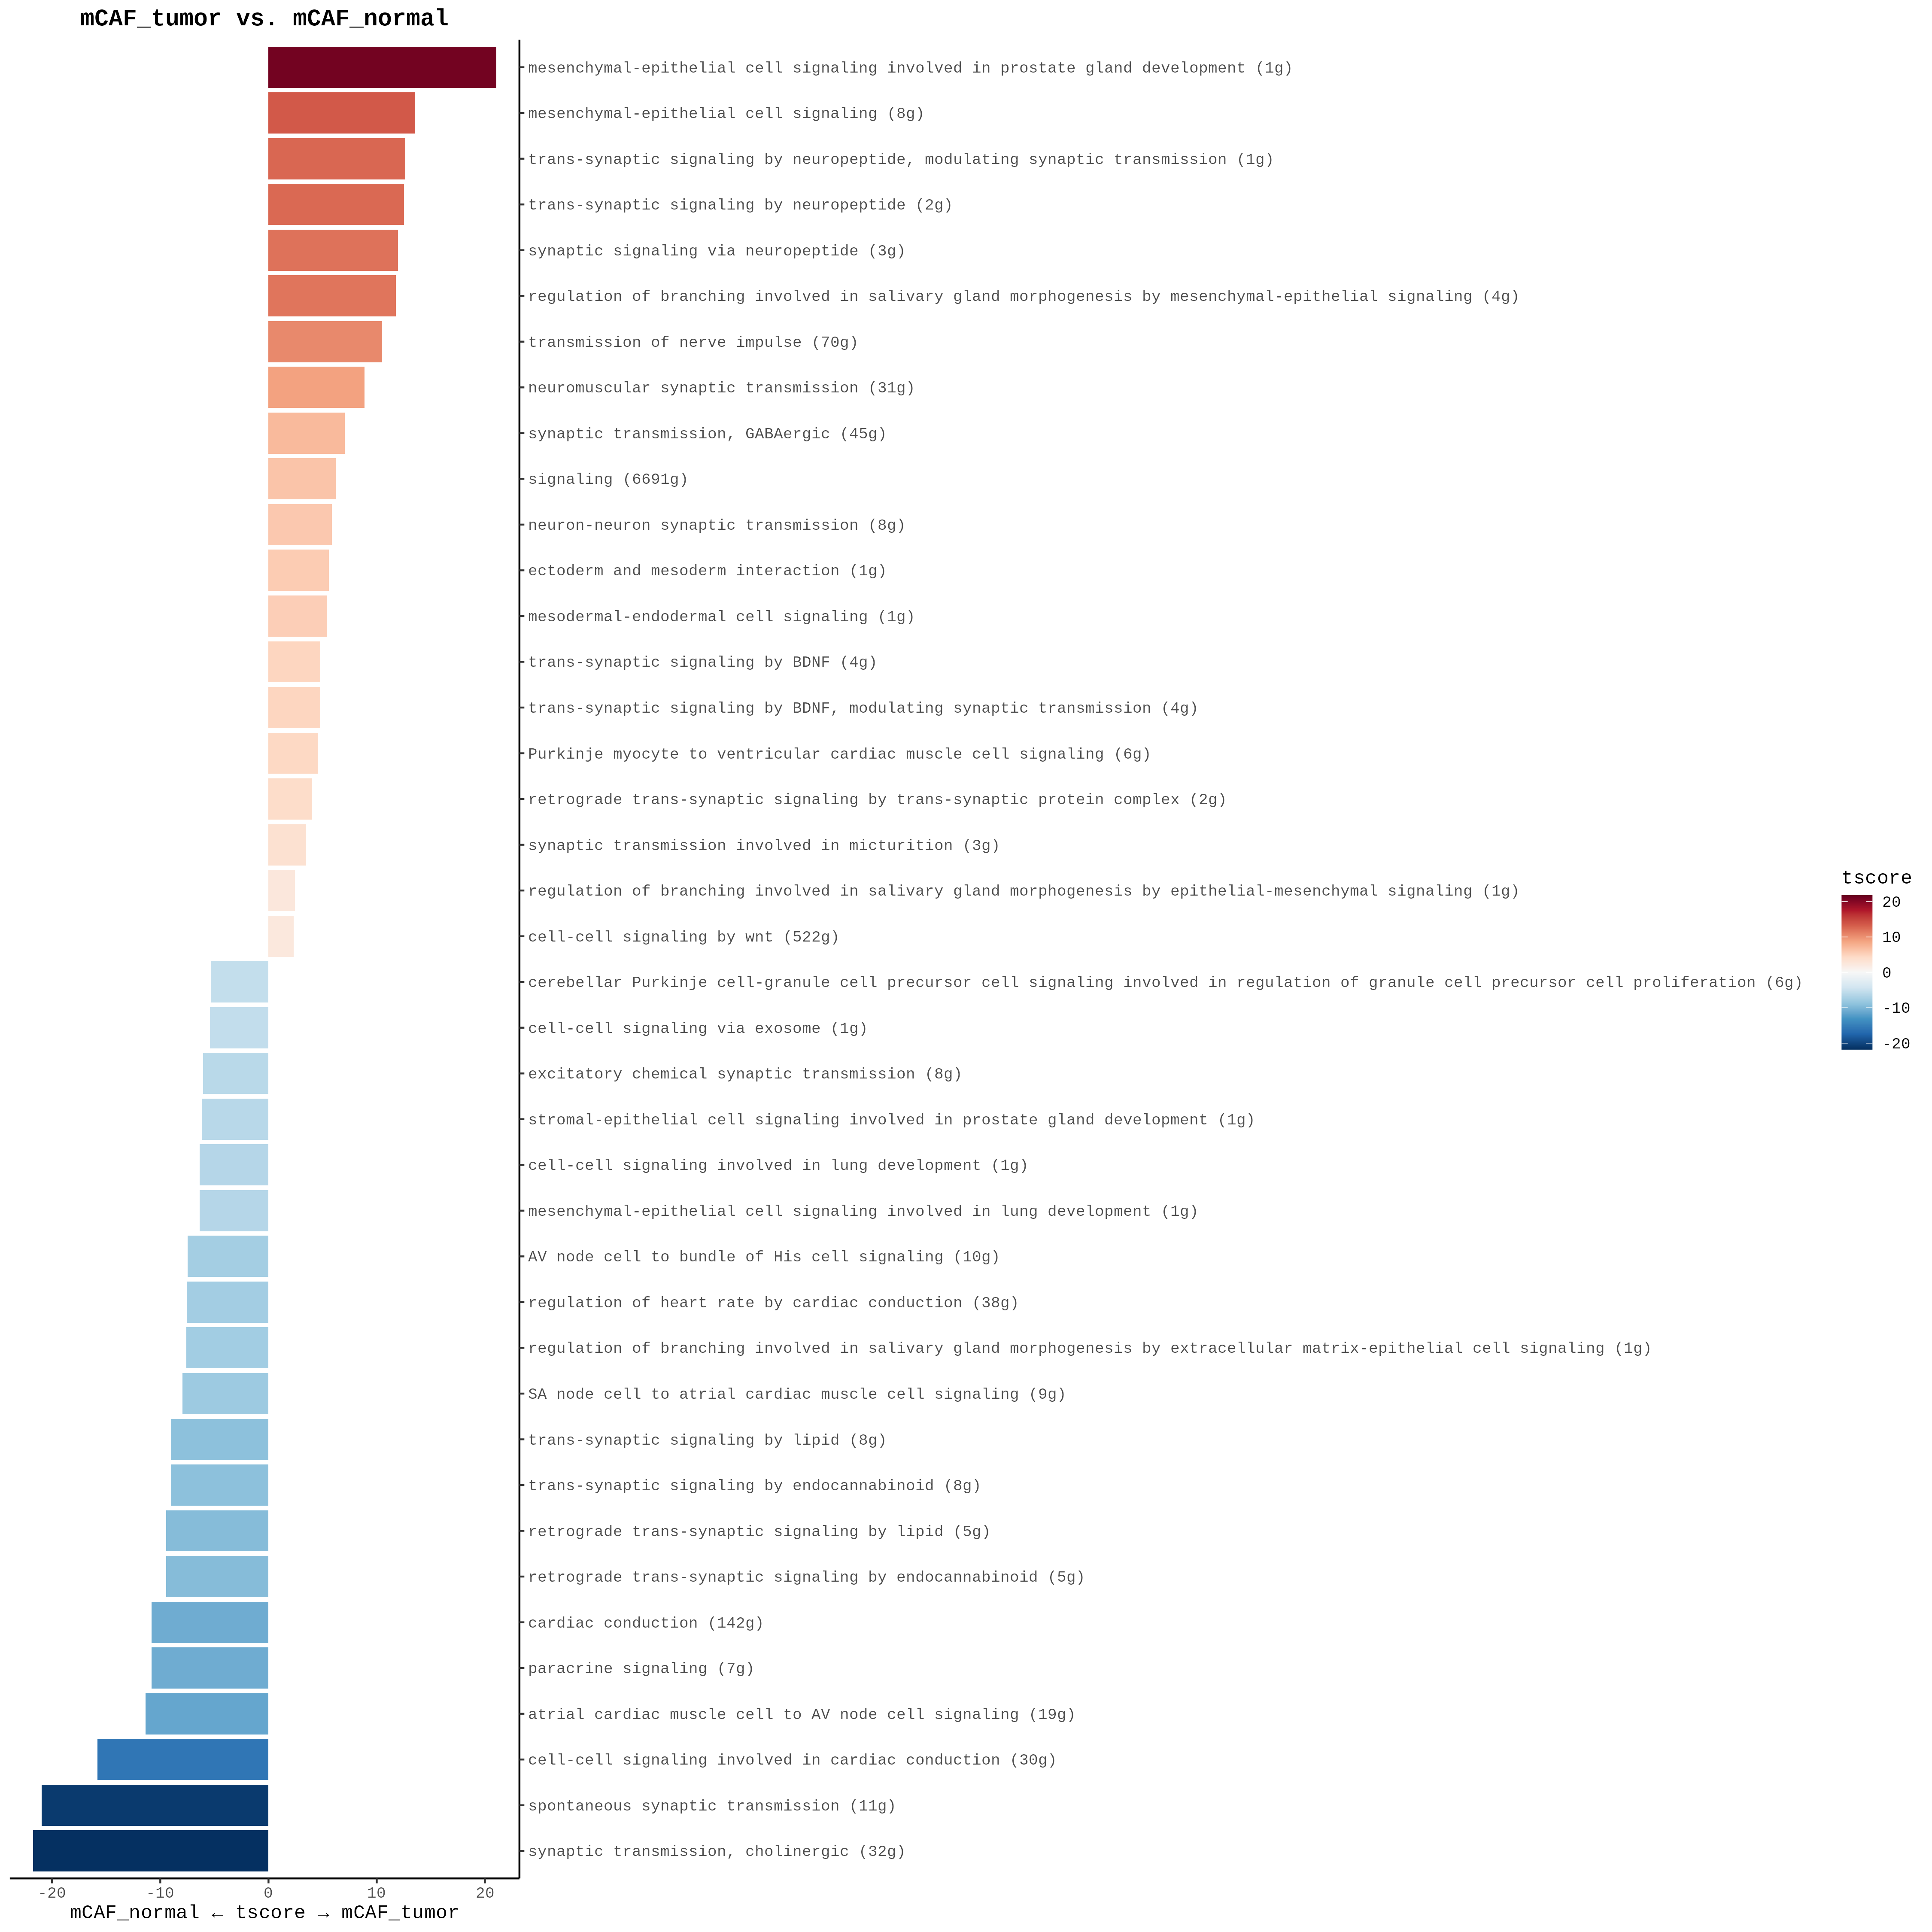 mCAF_tumor vs. mCAF_normal
mesenchymal-epithelial cell signaling involved in prostate gland development (1g)
mesenchymal-epithelial cell signaling (8g)
trans-synaptic signaling by neuropeptide, modulating synaptic transmission (1g)
trans-synaptic signaling by neuropeptide (2g)
synaptic signaling via neuropeptide (3g)
regulation of branching involved in salivary gland morphogenesis by mesenchymal-epithelial signaling (4g)
transmission of nerve impulse (70g)
neuromuscular synaptic transmission (31g)
synaptic transmission, GABAergic (45g)
signaling (6691g)
neuron-neuron synaptic transmission (8g)
ectoderm and mesoderm interaction (1g)
mesodermal-endodermal cell signaling (1g)
trans-synaptic signaling by BDNF (4g)
trans-synaptic signaling by BDNF, modulating synaptic transmission (4g)
Purkinje myocyte to ventricular cardiac muscle cell signaling (6g)
retrograde trans-synaptic signaling by trans-synaptic protein complex (2g)
synaptic transmission involved in micturition (3g)
regulation of branching involved in salivary gland morphogenesis by epithelial-mesenchymal signaling (1g)
cell-cell signaling by wnt (522g)
cerebellar Purkinje cell-granule cell precursor cell signaling involved in regulation of granule cell precursor cell proliferation (6g)
cell-cell signaling via exosome (1g)
excitatory chemical synaptic transmission (8g)
stromal-epithelial cell signaling involved in prostate gland development (1g)
cell-cell signaling involved in lung development (1g)
mesenchymal-epithelial cell signaling involved in lung development (1g)
AV node cell to bundle of His cell signaling (10g)
regulation of heart rate by cardiac conduction (38g)
regulation of branching involved in salivary gland morphogenesis by extracellular matrix-epithelial cell signaling (1g)
SA node cell to atrial cardiac muscle cell signaling (9g)
trans-synaptic signaling by lipid (8g)
trans-synaptic signaling by endocannabinoid (8g)
retrograde trans-synaptic signaling by lipid (5g)
retrograde trans-synaptic signaling by endocannabinoid (5g)
cardiac conduction (142g)
paracrine signaling (7g)
atrial cardiac muscle cell to AV node cell signaling (19g)
cell-cell signaling involved in cardiac conduction (30g)
spontaneous synaptic transmission (11g)
synaptic transmission, cholinergic (32g)
-20 -10 0 10 20
mCAF_normal ← tscore → mCAF_tumor
tscore
20
10
0
-10
-20